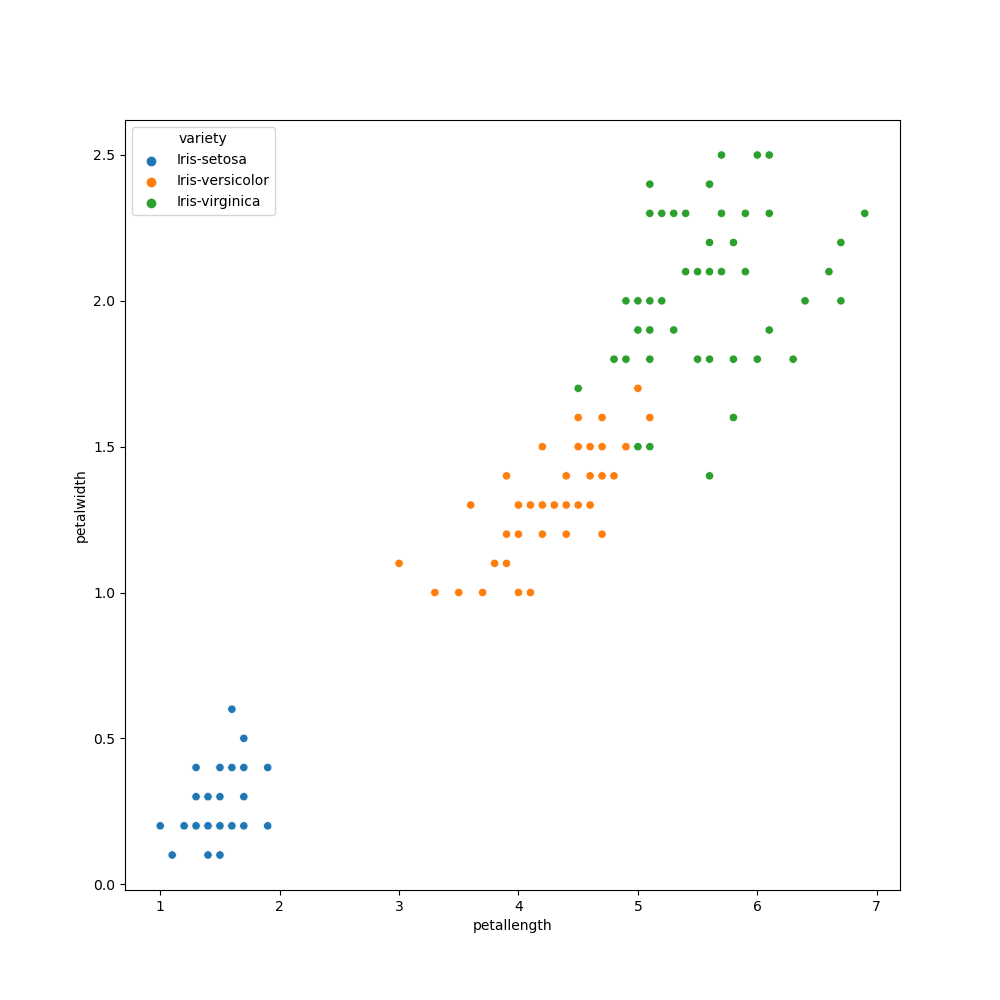 variety
Iris-setosa
Iris-versicolor
Iris-virginica
2.5
2.0
1.5
1.0
0.5
0.0
petalwidth
1 2 3 4 5 6 7
petallength